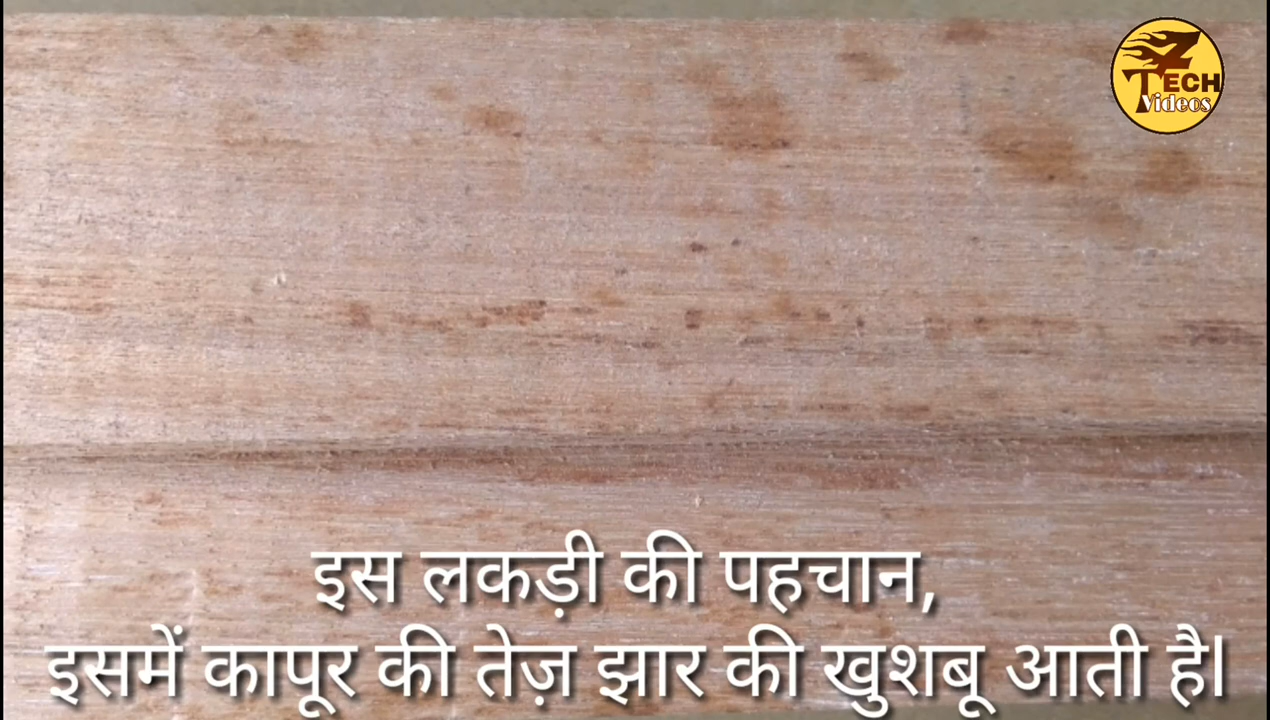 Z
TECH
Videos
इस लकड़ी की पहचान,
इसमें कापूर की तेज़ झार की खुशबू आती है।